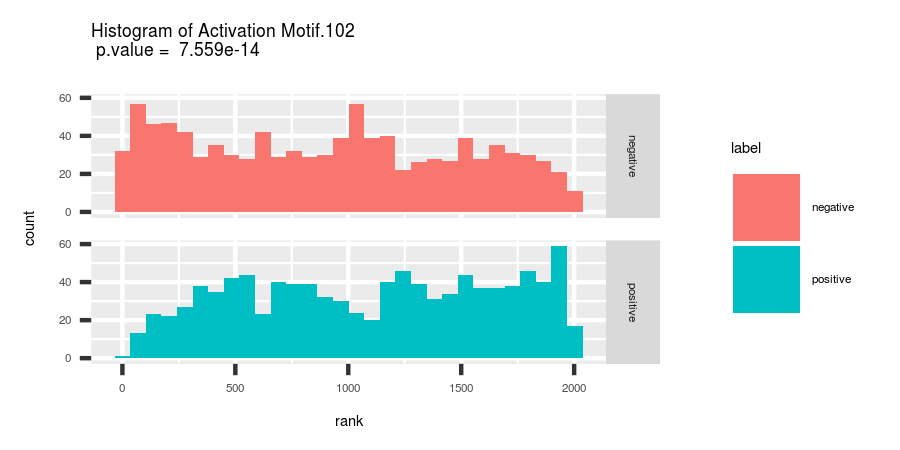 Histogram of Activation Motif.102
p.value = 7.559e-14
count
60
40
20
0
negative
60
40
20
0
positive
0 500 1000 1500 2000
rank
label
negative
positive